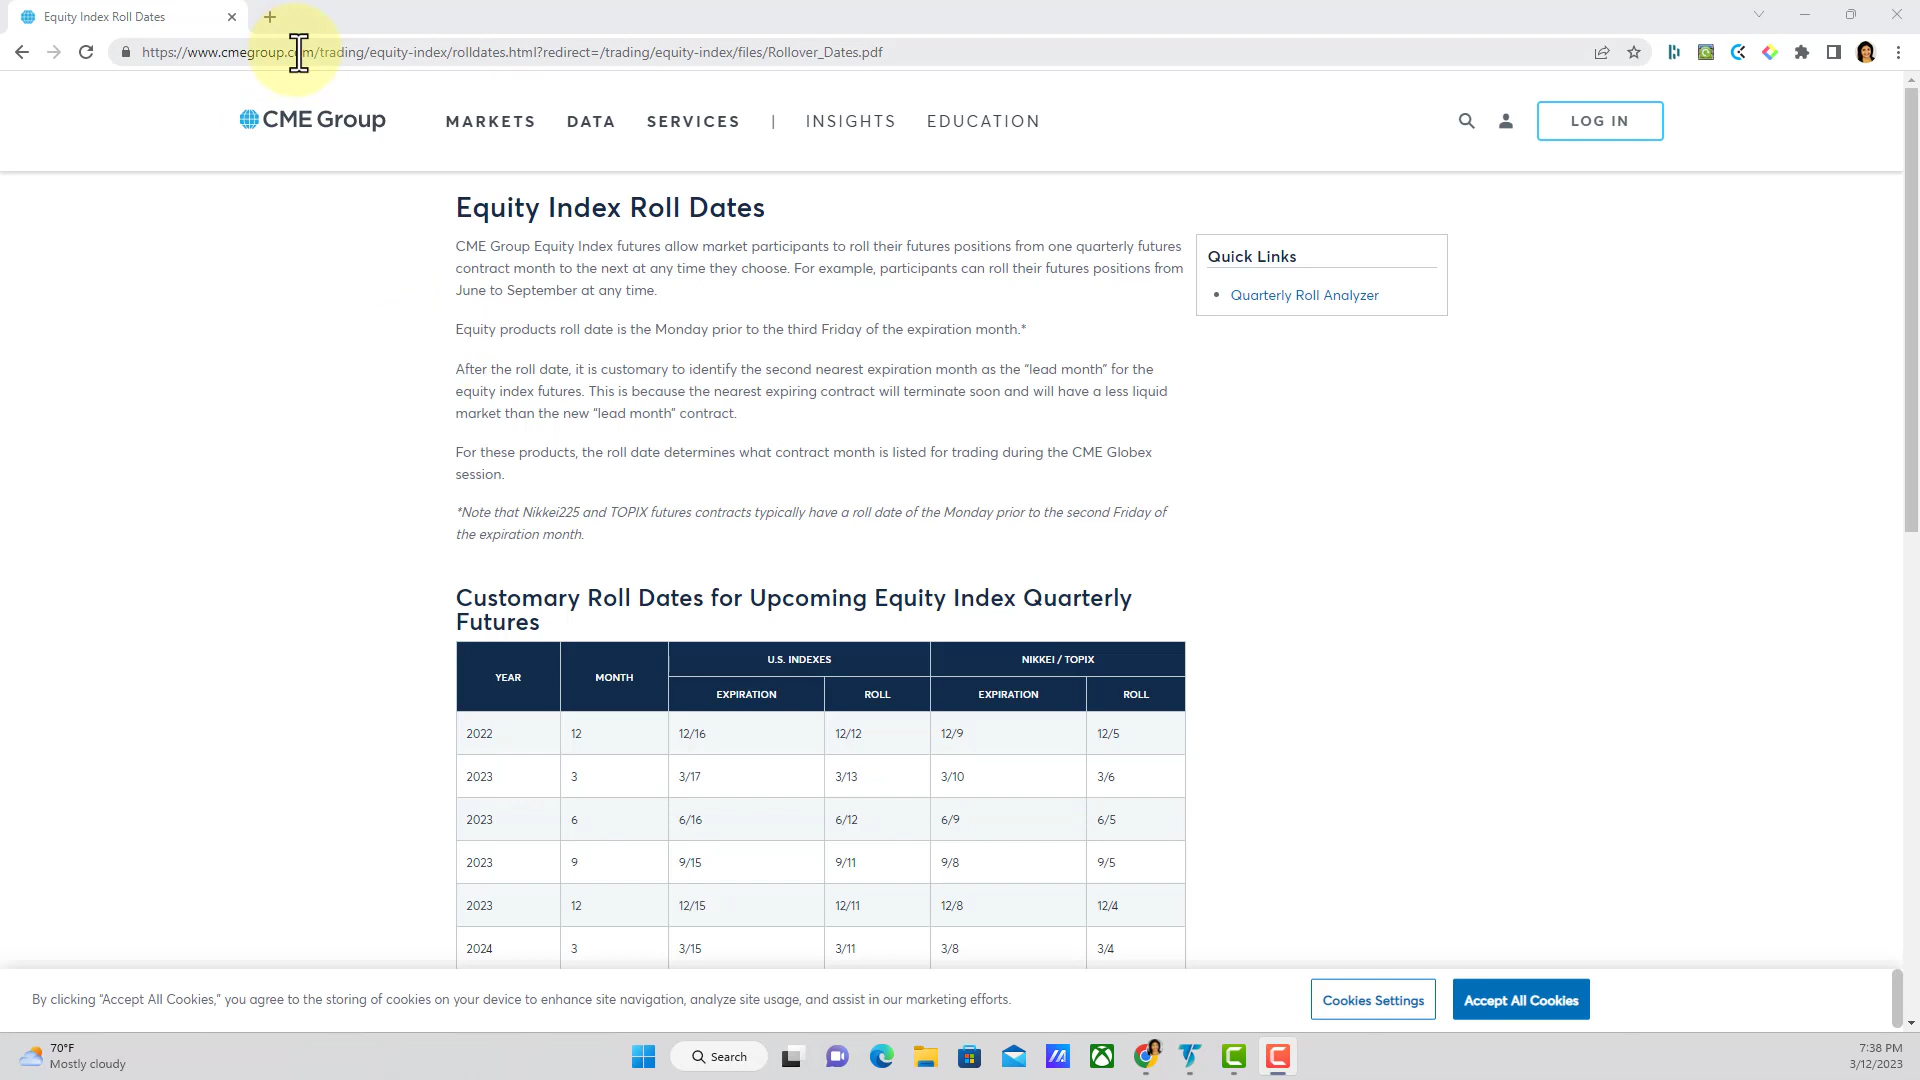 Equity Index Roll Dates
https://www.cmegroup.com/trading/equity-index/rolldates.html?redirect=/trading/equity-index/files/Rollover_Dates.pdf
CME Group
MARKETS DATA SERVICES | INSIGHTS EDUCATION
LOG IN
Equity Index Roll Dates
CME Group Equity Index futures allow market participants to roll their futures positions from one quarterly futures
contract month to the next at any time they choose. For example, participants can roll their futures positions from
June to September at any time.
Quick Links
• Quarterly Roll Analyzer
Equity products roll date is the Monday prior to the third Friday of the expiration month.*
After the roll date, it is customary to identify the second nearest expiration month as the “lead month” for the
equity index futures. This is because the nearest expiring contract will terminate soon and will have a less liquid
market than the new “lead month” contract.
For these products, the roll date determines what contract month is listed for trading during the CME Globex
session.
*Note that Nikkei225 and TOPIX futures contracts typically have a roll date of the Monday prior to the second Friday of
the expiration month.
Customary Roll Dates for Upcoming Equity Index Quarterly
Futures
YEAR MONTH U.S. INDEXES NIKKEI / TOPIX
EXPIRATION ROLL EXPIRATION ROLL
2022 12 12/16 12/12 12/9 12/5
2023 3 3/17 3/13 3/10 3/6
2023 6 6/16 6/12 6/9 6/5
2023 9 9/15 9/11 9/8 9/5
2023 12 12/15 12/11 12/8 12/4
2024 3 3/15 3/11 3/8 3/4
By clicking “Accept All Cookies,” you agree to the storing of cookies on your device to enhance site navigation, analyze site usage, and assist in our marketing efforts.
Cookies Settings
Accept All Cookies
70°F
Mostly cloudy
Search
7:38 PM
3/12/2023